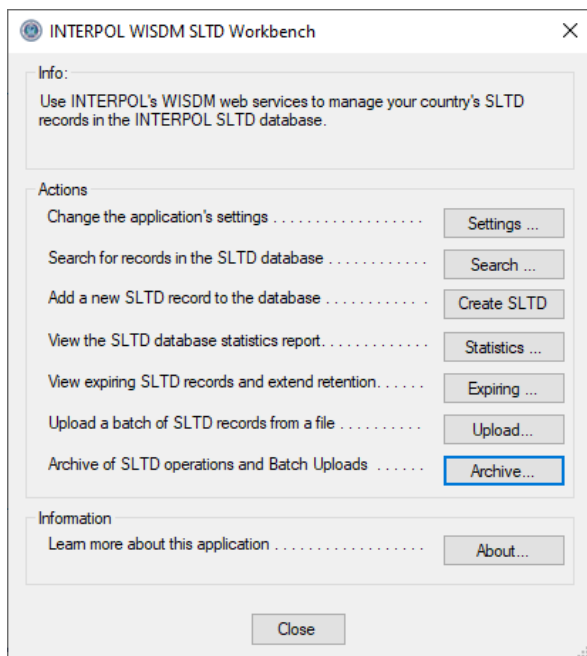 INTERPOL WISDM SLTD Workbench
Info:
Use INTERPOL's WISDM web services to manage your country's SLTD
records in the INTERPOL SLTD database.
Actions
Change the application's settings . . . . . . . . . . . . . . . . . . Settings ...
Search for records in the SLTD database . . . . . . . . . . . . Search ...
Add a new SLTD record to the database . . . . . . . . . . . . Create SLTD
View the SLTD database statistics report. . . . . . . . . . . . . Statistics ...
View expiring SLTD records and extend retention. . . . . . Expiring ...
Upload a batch of SLTD records from a file . . . . . . . . . . . Upload...
Archive of SLTD operations and Batch Uploads . . . . . . Archive...
Information
Learn more about this application . . . . . . . . . . . . . . . . . . About...
Close